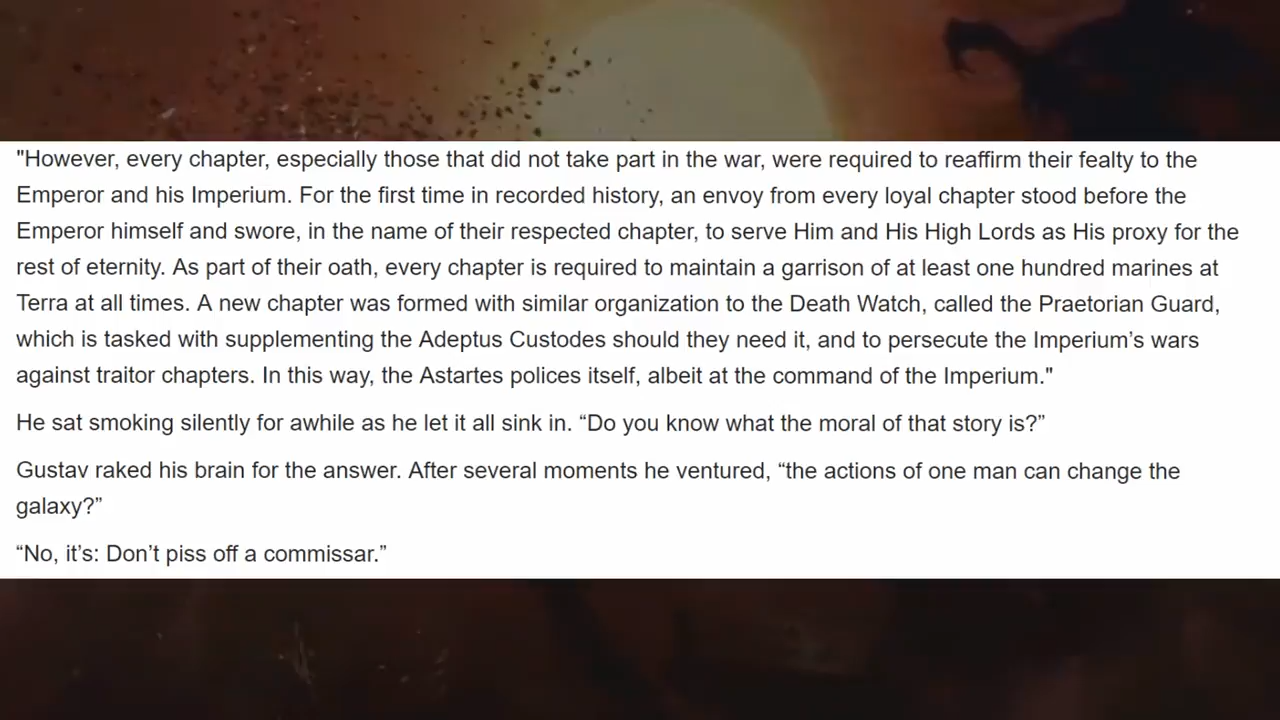 "However, every chapter, especially those that did not take part in the war, were required to reaffirm their fealty to the
Emperor and his Imperium. For the first time in recorded history, an envoy from every loyal chapter stood before the
Emperor himself and swore, in the name of their respected chapter, to serve Him and His High Lords as His proxy for the
rest of eternity. As part of their oath, every chapter is required to maintain a garrison of at least one hundred marines at
Terra at all times. A new chapter was formed with similar organization to the Death Watch, called the Praetorian Guard,
which is tasked with supplementing the Adeptus Custodes should they need it, and to persecute the Imperium’s wars
against traitor chapters. In this way, the Astartes polices itself, albeit at the command of the Imperium."
He sat smoking silently for awhile as he let it all sink in. “Do you know what the moral of that story is?”
Gustav raked his brain for the answer. After several moments he ventured, “the actions of one man can change the
galaxy?”
“No, it’s: Don’t piss off a commissar.”